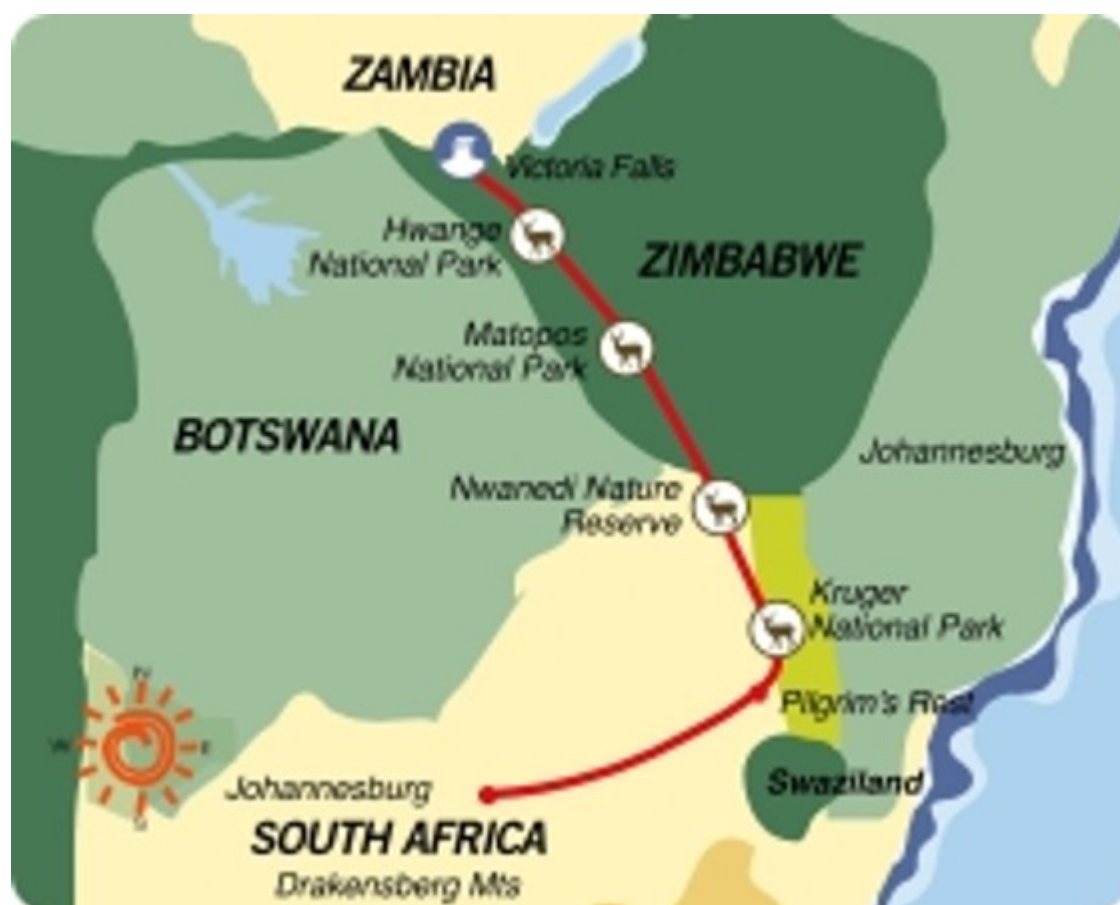 ZAMBIA
Victoria Falls
Hwange
National Park
ZIMBABWE
Matopos
National Park
BOTSWANA
Johannesburg
Nwanedi Nature
Reserve
Kruger
National Park
N
W
E
S
Pilgrim's Rest
Swaziland
Johannesburg
SOUTH AFRICA
Drakensberg Mts